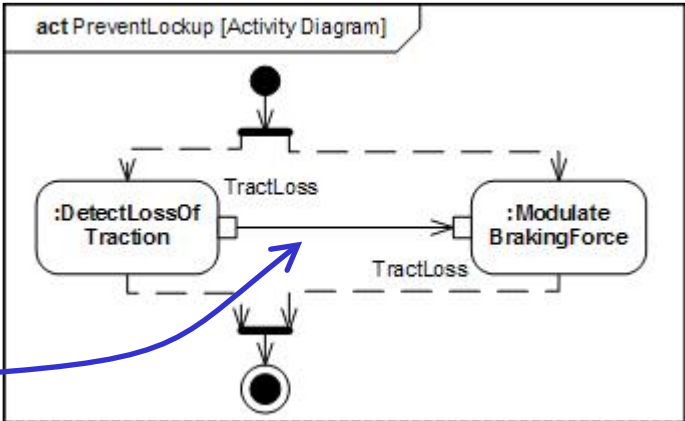 act PreventLockup [Activity Diagram]
TractLoss
:DetectLossOf
Traction
:Modulate
BrakingForce
TractLoss